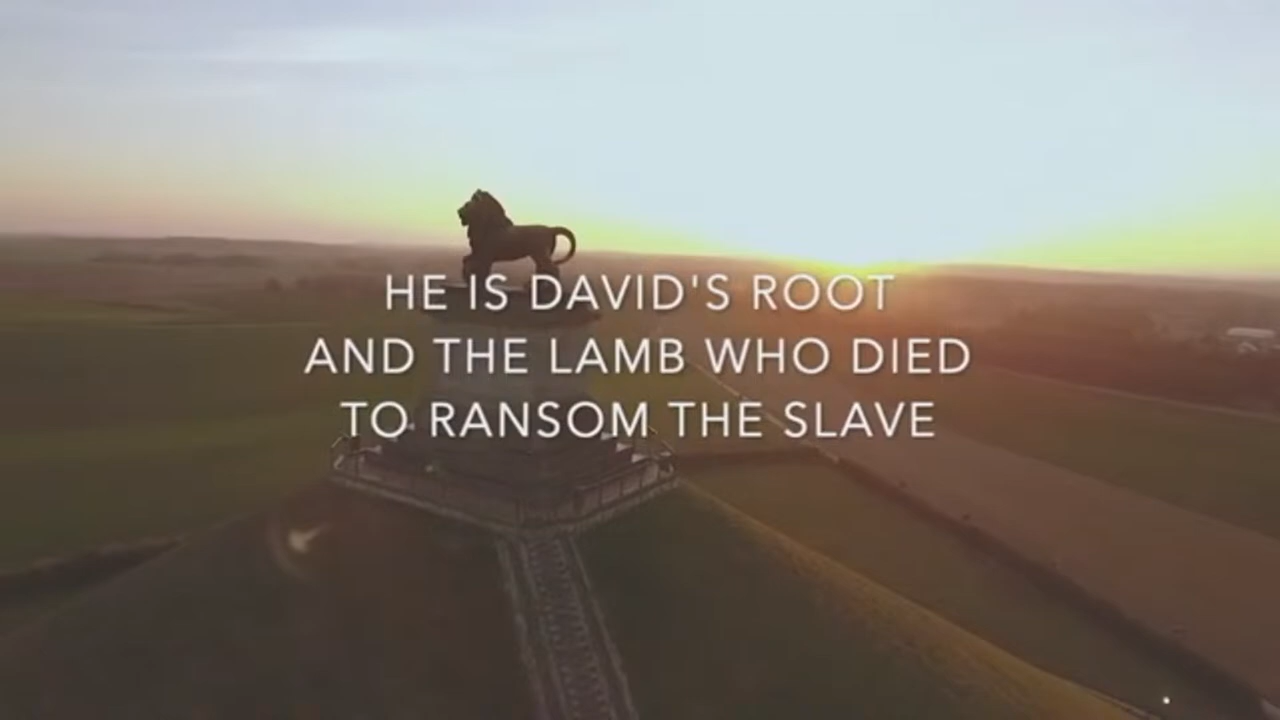 HE IS DAVID'S ROOT
AND THE LAMB WHO DIED
TO RANSOM THE SLAVE